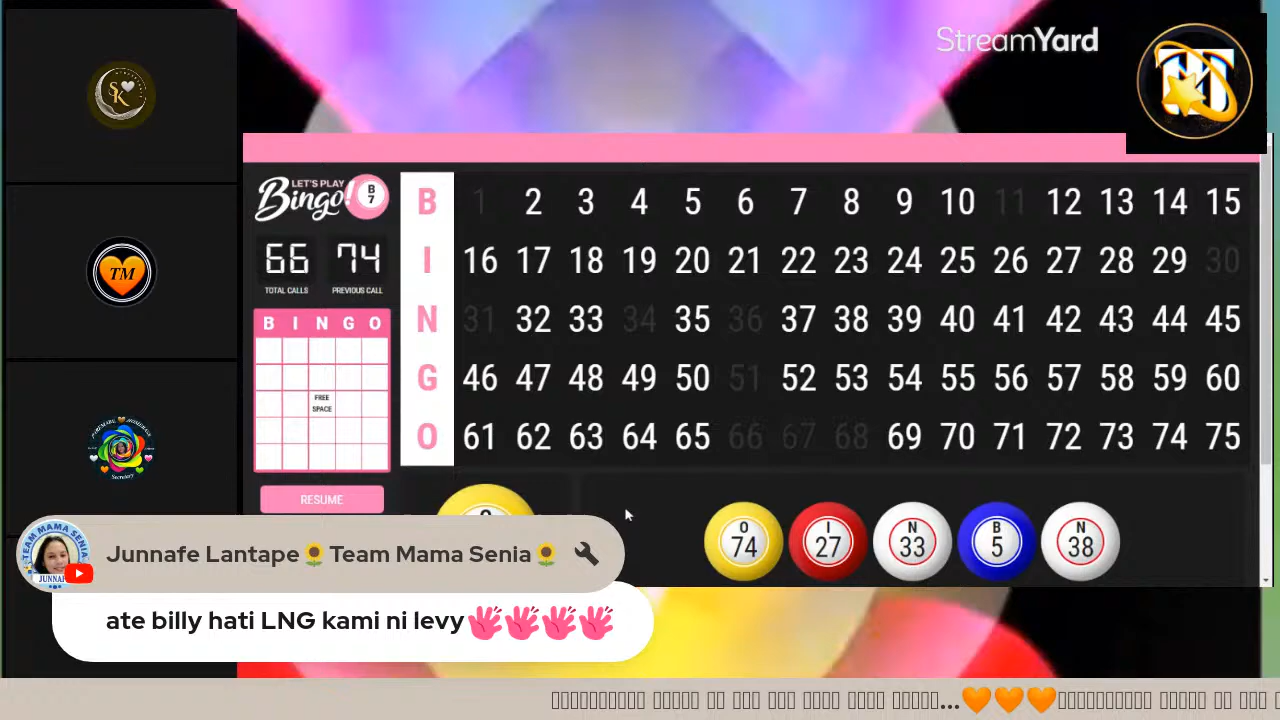 StreamYard
SK
TM
LET'S PLAY
Bingo!
B
7
66 74
TOTAL CALLS PREVIOUS CALL
B I N G O
FREE
SPACE
RESUME
B 1 2 3 4 5 6 7 8 9 10 11 12 13 14 15
I 16 17 18 19 20 21 22 23 24 25 26 27 28 29 30
N 31 32 33 34 35 36 37 38 39 40 41 42 43 44 45
G 46 47 48 49 50 51 52 53 54 55 56 57 58 59 60
O 61 62 63 64 65 66 67 68 69 70 71 72 73 74 75
O
74
I
27
N
33
B
5
N
38
Junnafe Lantape🌻Team Mama Senia🌻
ate billy hati LNG kami ni levy👏👏👏👏